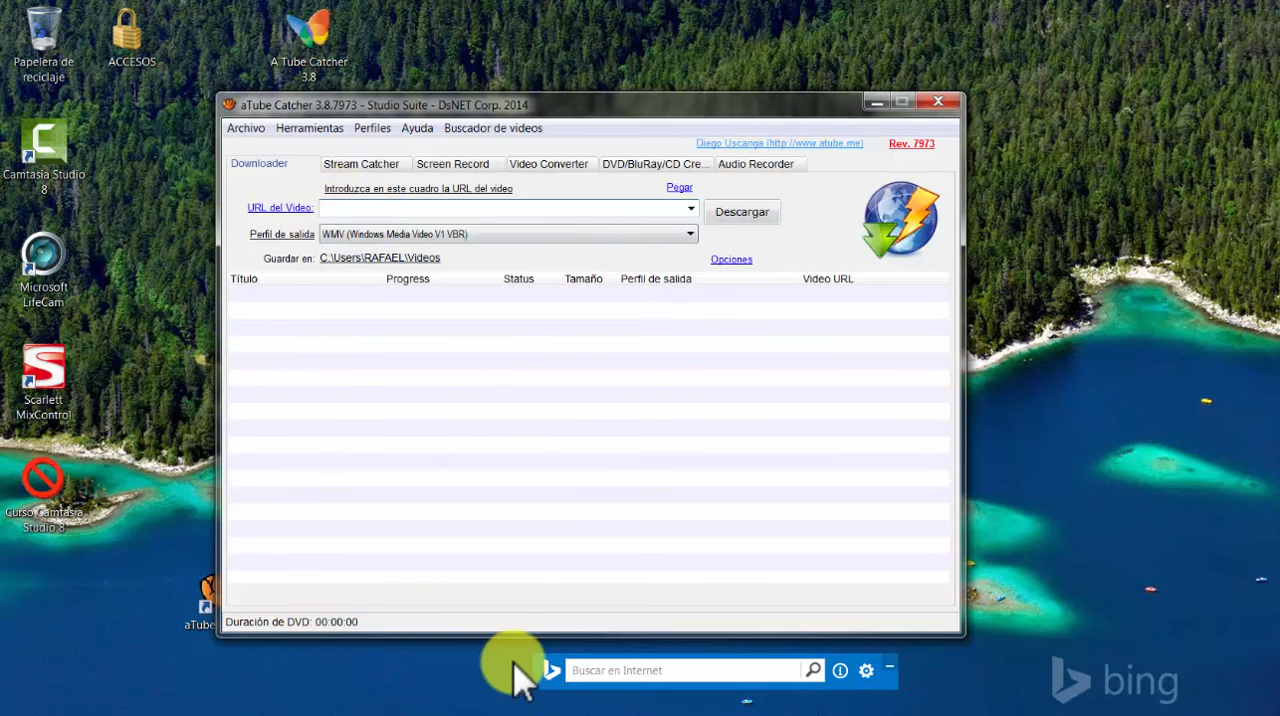 Papelera de
reciclaje
ACCESOS
A Tube Catcher
3.8
Camtasia Studio
8
Microsoft
LifeCam
Scarlett
MixControl
Curso Camtasia
Studio 8
aTube
aTube Catcher 3.8.7973 - Studio Suite - DsNET Corp. 2014
Archivo Herramientas Perfiles Ayuda Buscador de videos
Diego Uscanga (http://www.atube.me) Rev. 7973
Downloader Stream Catcher Screen Record Video Converter DVD/BluRay/CD Cre... Audio Recorder
Introduzca en este cuadro la URL del video Pegar
URL del Video: Descargar
Perfil de salida WMV (Windows Media Video V1 VBR)
Guardar en: C:\Users\RAFAEL\Videos Opciones
Título Progress Status Tamaño Perfil de salida Video URL
Duración de DVD: 00:00:00
Buscar en Internet
bing